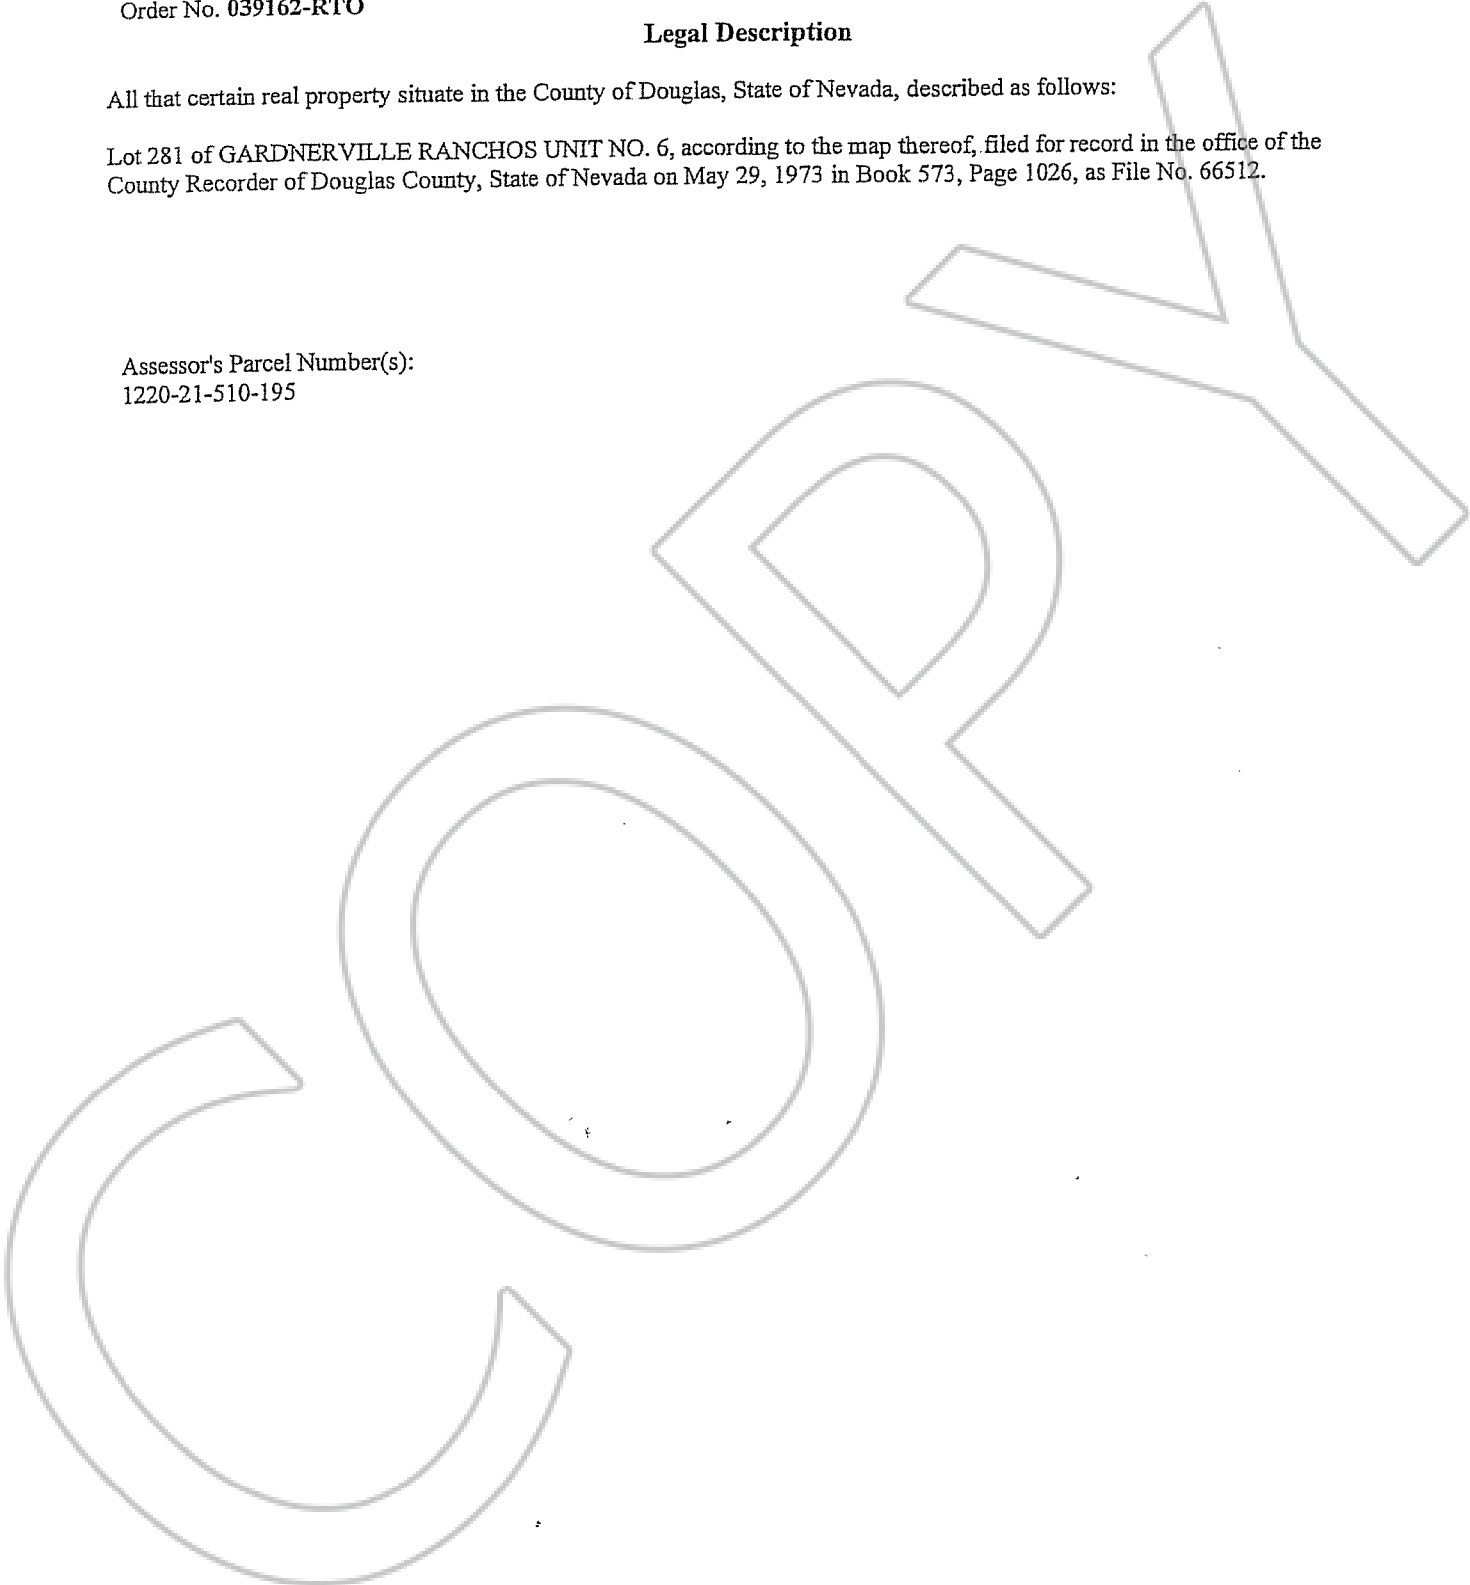 Order No. 039162-RTO
Legal Description
All that certain real property situate in the County of Douglas, State of Nevada, described as follows:
Lot 281 of GARDNERVILLE RANCHOS UNIT NO. 6, according to the map thereof, filed for record in the office of the
County Recorder of Douglas County, State of Nevada on May 29, 1973 in Book 573, Page 1026, as File No. 66512.
Assessor's Parcel Number(s):
1220-21-510-195
COPY